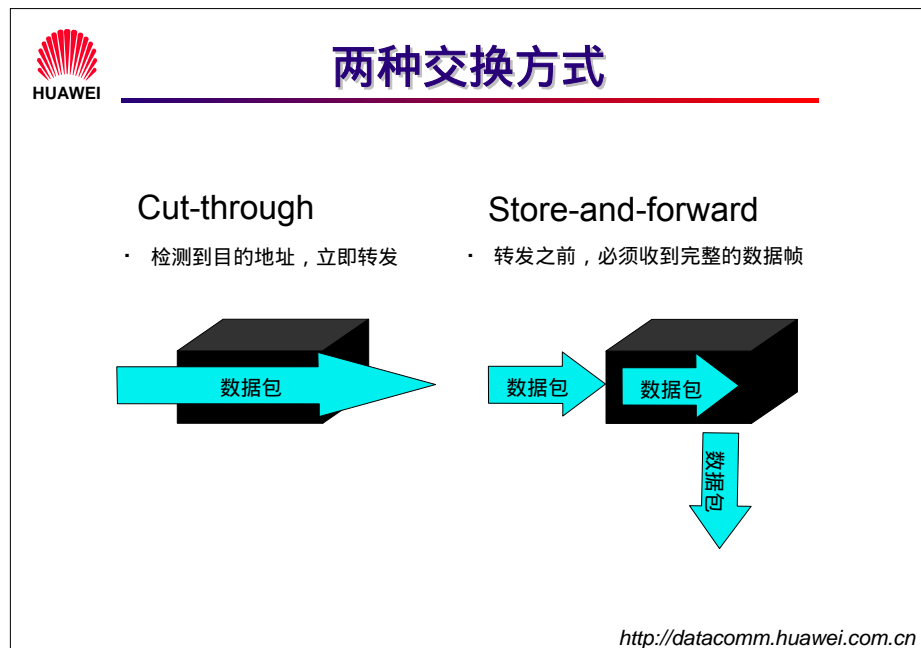 HUAWEI
两种交换方式
Cut-through
· 检测到目的地址，立即转发
Store-and-forward
· 转发之前，必须收到完整的数据帧
数据包
数据包
数据包
数据包
http://datacomm.huawei.com.cn